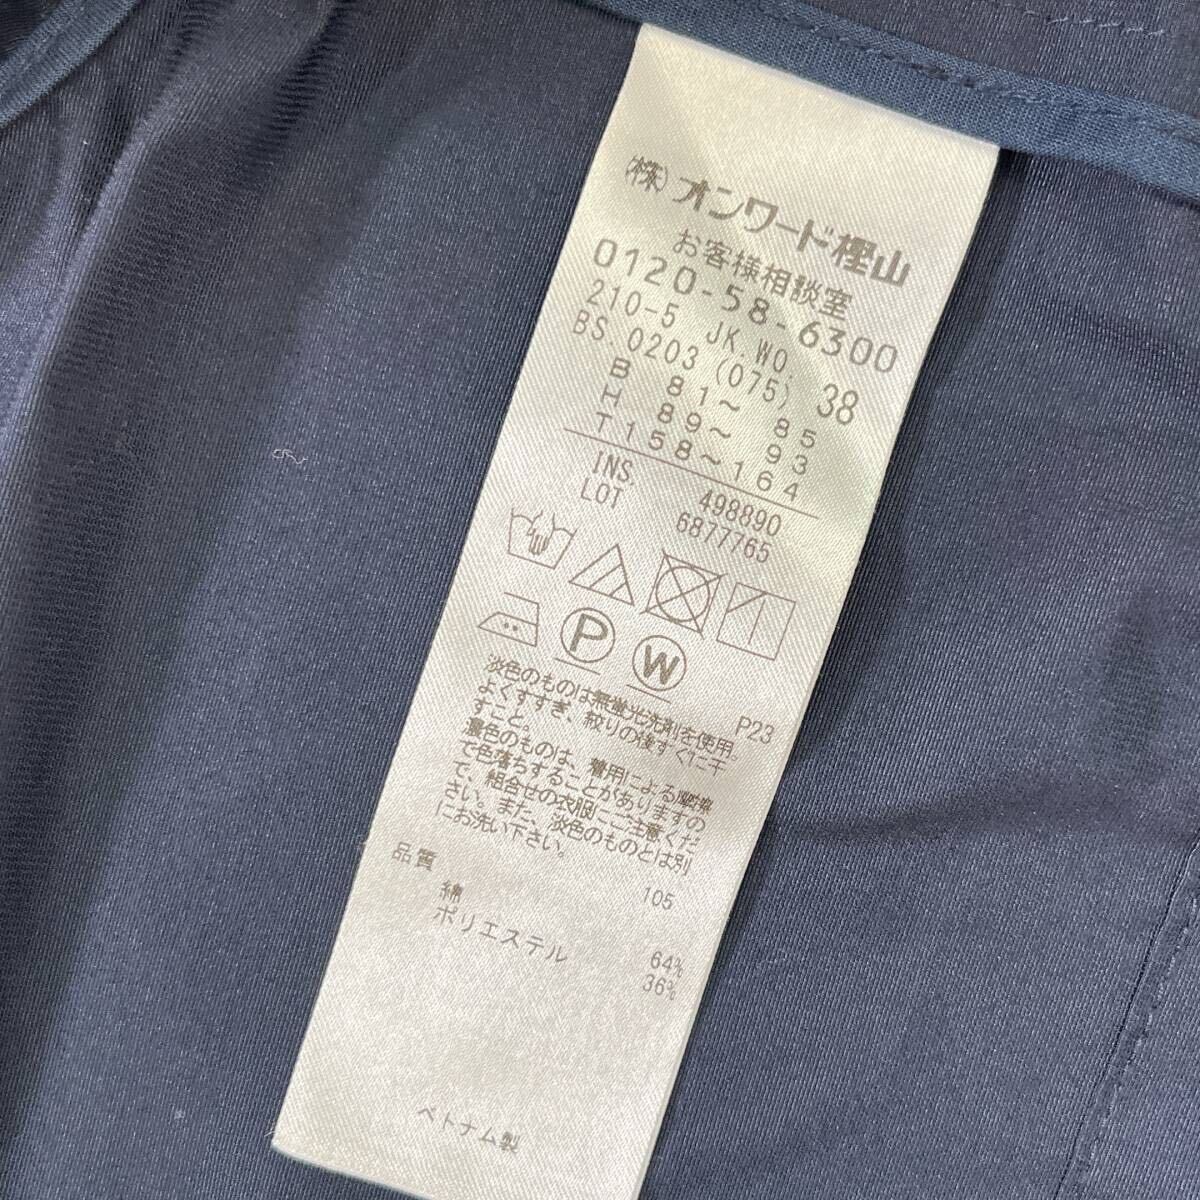 (株)オンワード樫山
お客様相談室
0120-58-6300
210-5 JK.WO.
BS.0203(075) 38
B 81〜 85
H 89〜 93
T158〜164
INS. 498890
LOT 6877765
P
W
P23
淡色のものは無蛍光洗剤を使用。
よくすすぎ、絞りの後すぐに干
すこと。
濃色のものは、着用による摩擦
で色落ちすることがありますの
で、組合せの衣服にご注意くだ
さい。また、淡色のものとは別
にお洗い下さい。
品質 105
綿 64%
ポリエステル 36%
ベトナム製